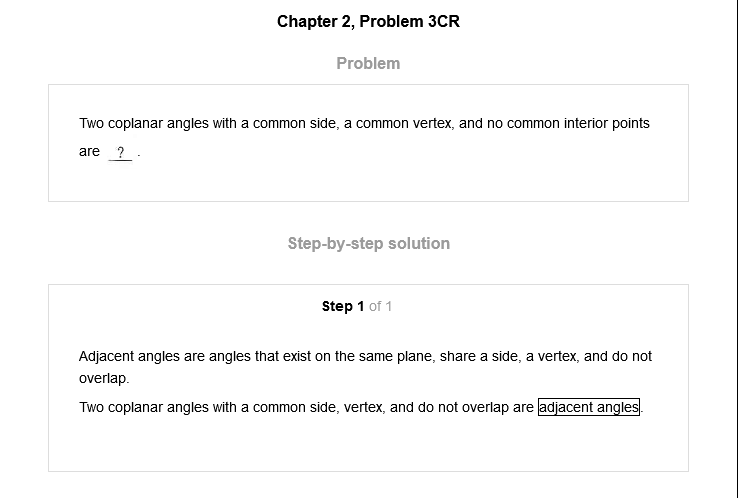 Chapter 2, Problem 3CR
Problem
Two coplanar angles with a common side, a common vertex, and no common interior points
are ? .
Step-by-step solution
Step 1 of 1
Adjacent angles are angles that exist on the same plane, share a side, a vertex, and do not
overlap.
Two coplanar angles with a common side, vertex, and do not overlap are adjacent angles.